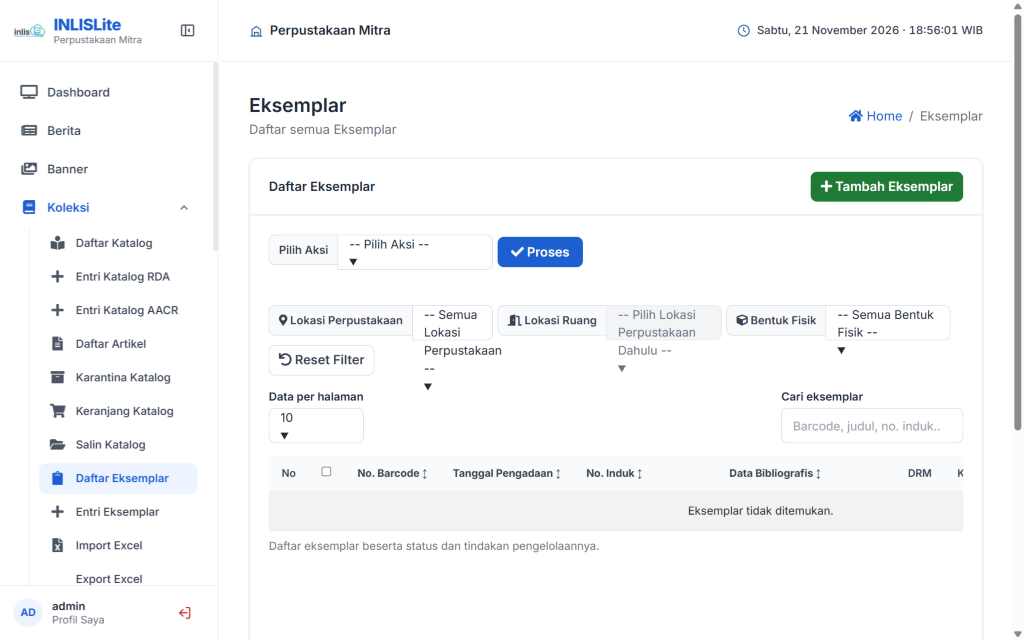 inlis
INLISLite
Perpustakaan Mitra
Perpustakaan Mitra
Sabtu, 21 November 2026 · 18:56:01 WIB
Dashboard
Berita
Banner
Koleksi
Daftar Katalog
Entri Katalog RDA
Entri Katalog AACR
Daftar Artikel
Karantina Katalog
Keranjang Katalog
Salin Katalog
Daftar Eksemplar
Entri Eksemplar
Import Excel
Export Excel
AD
admin
Profil Saya
Eksemplar
Daftar semua Eksemplar
Home / Eksemplar
Daftar Eksemplar
Tambah Eksemplar
Pilih Aksi
-- Pilih Aksi --
Proses
Lokasi Perpustakaan
-- Semua
Lokasi
Perpustakaan
--
Lokasi Ruang
-- Pilih Lokasi
Perpustakaan
Dahulu --
Bentuk Fisik
-- Semua Bentuk
Fisik --
Reset Filter
Data per halaman
10
Cari eksemplar
Barcode, judul, no. induk..
No
No. Barcode
Tanggal Pengadaan
No. Induk
Data Bibliografis
DRM
K
Eksemplar tidak ditemukan.
Daftar eksemplar beserta status dan tindakan pengelolaannya.